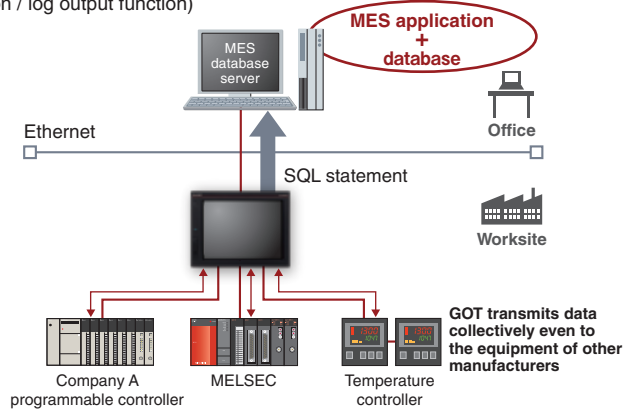 n / log output function)
MES application
+
database
MES
database
server
Office
Ethernet
SQL statement
Worksite
GOT transmits data
collectively even to
the equipment of other
manufacturers
Company A
programmable controller
MELSEC
Temperature
controller